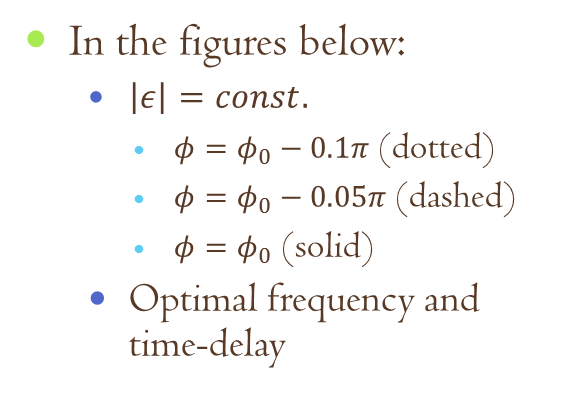 In the figures below:
|ϵ| = const.
ϕ = ϕ₀ − 0.1π (dotted)
ϕ = ϕ₀ − 0.05π (dashed)
ϕ = ϕ₀ (solid)
Optimal frequency and
time-delay